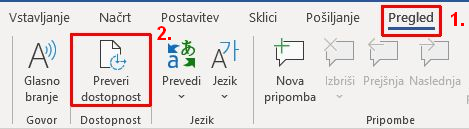 Vstavljanje Načrt Postavitev Sklici Pošiljanje Pregled 1.
2.
Glasno branje
Preveri dostopnost
Prevedi
Jezik
Nova pripomba
Izbriši
Prejšnja
Naslednja
Govor Dostopnost Jezik Pripombe